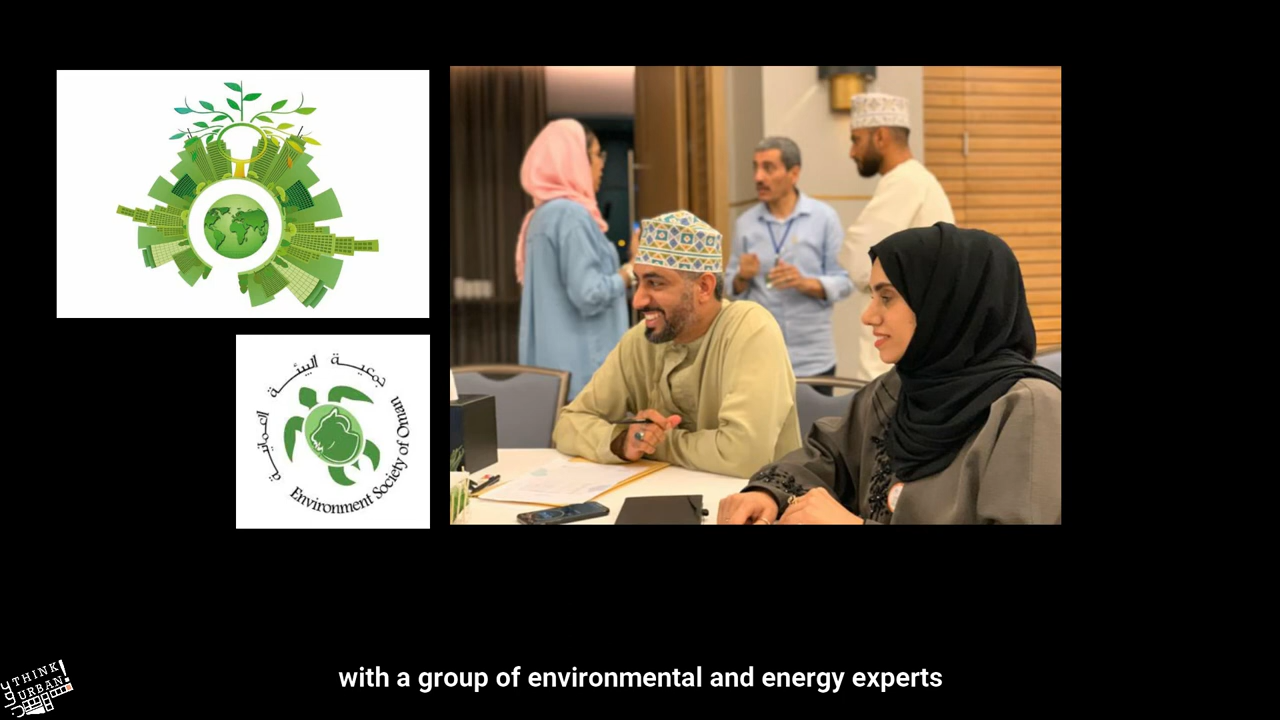 جمعية البيئة العمانية
Environment Society of Oman
THINK
URBAN!
with a group of environmental and energy experts